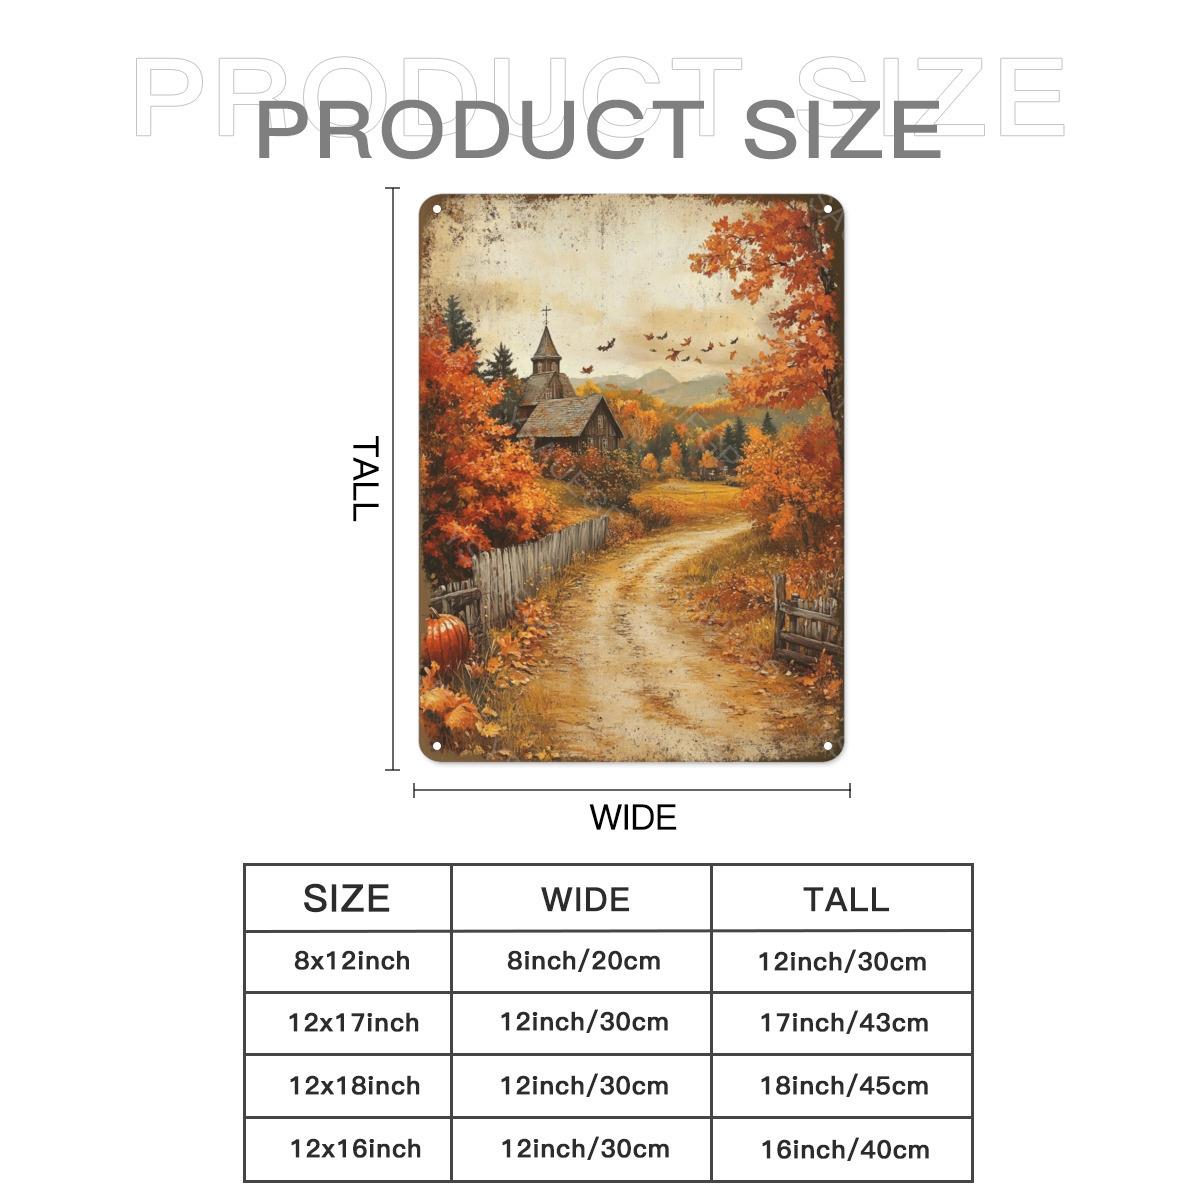 PRODUCT SIZE
PRODUCT SIZE
TALL
WIDE
SIZE WIDE TALL
8x12inch 8inch/20cm 12inch/30cm
12x17inch 12inch/30cm 17inch/43cm
12x18inch 12inch/30cm 18inch/45cm
12x16inch 12inch/30cm 16inch/40cm